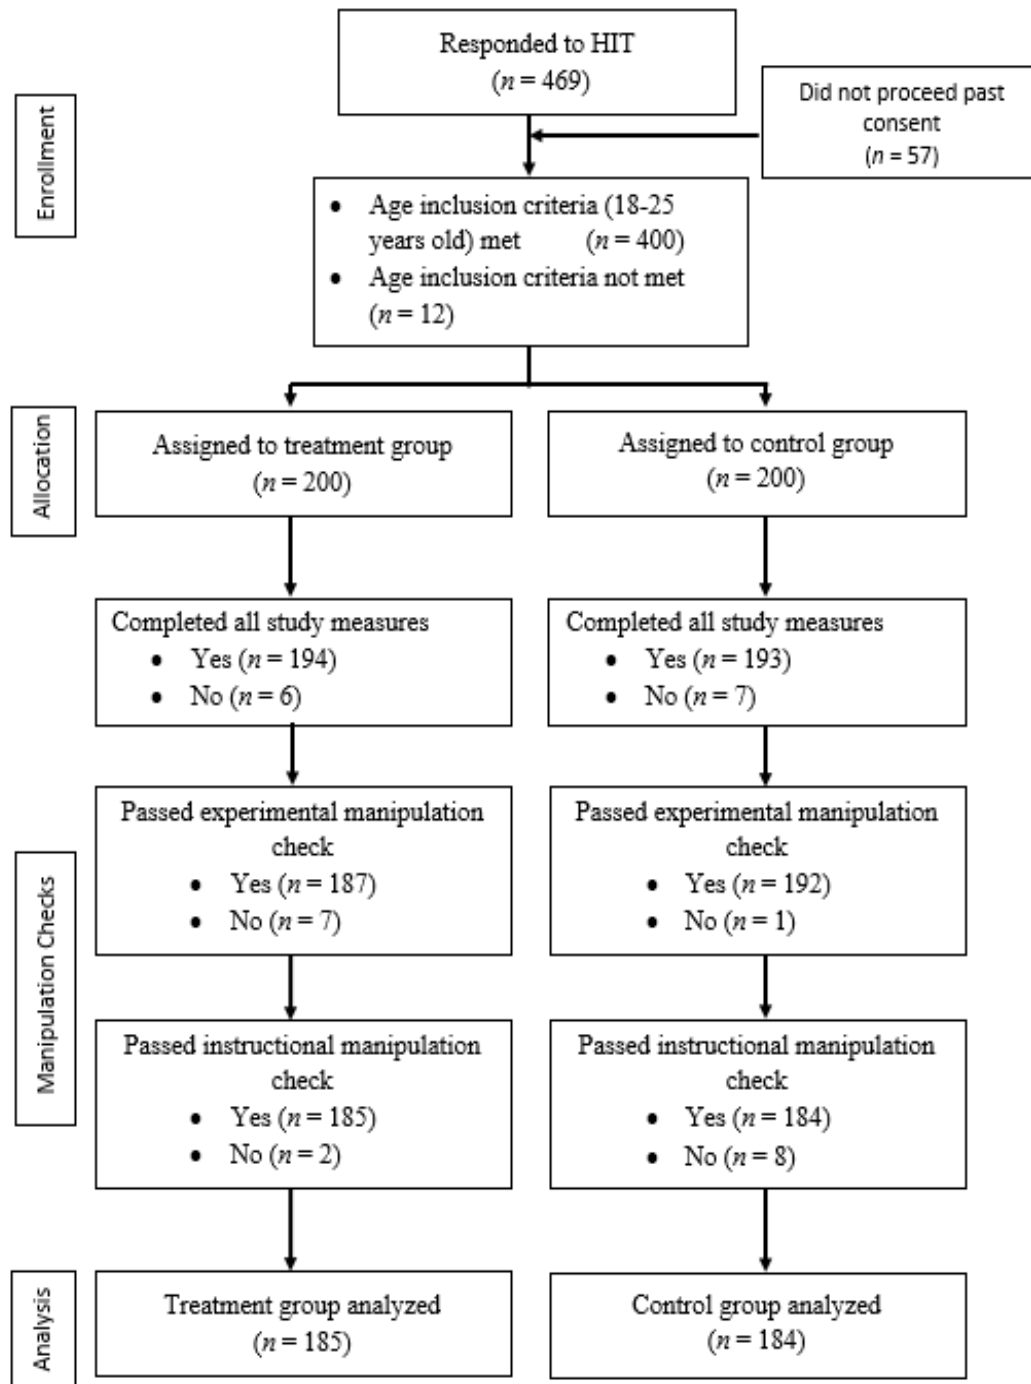 Responded to HIT
(n = 469)
Did not proceed past
consent
(n = 57)
Enrollment
• Age inclusion criteria (18-25
years old) met (n = 400)
• Age inclusion criteria not met
(n = 12)
Allocation
Assigned to treatment group
(n = 200)
Assigned to control group
(n = 200)
Completed all study measures
• Yes (n = 194)
• No (n = 6)
Completed all study measures
• Yes (n = 193)
• No (n = 7)
Manipulation Checks
Passed experimental manipulation
check
• Yes (n = 187)
• No (n = 7)
Passed experimental manipulation
check
• Yes (n = 192)
• No (n = 1)
Passed instructional manipulation
check
• Yes (n = 185)
• No (n = 2)
Passed instructional manipulation
check
• Yes (n = 184)
• No (n = 8)
Analysis
Treatment group analyzed
(n = 185)
Control group analyzed
(n = 184)